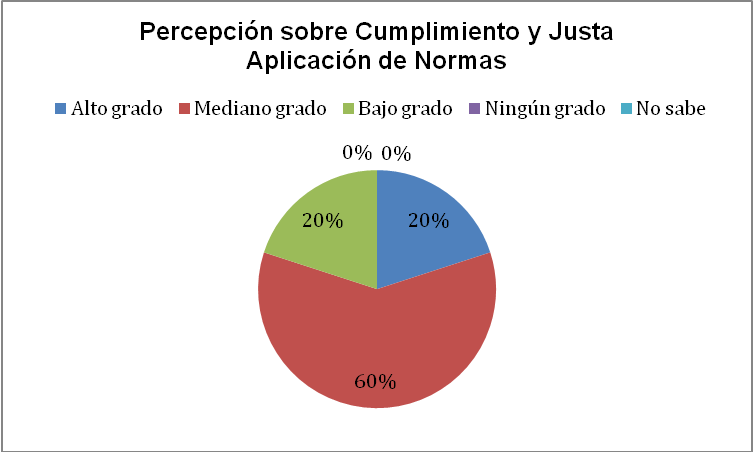 Percepción sobre Cumplimiento y Justa
Aplicación de Normas
Alto grado Mediano grado Bajo grado Ningún grado No sabe
0% 0%
20% 20%
60%